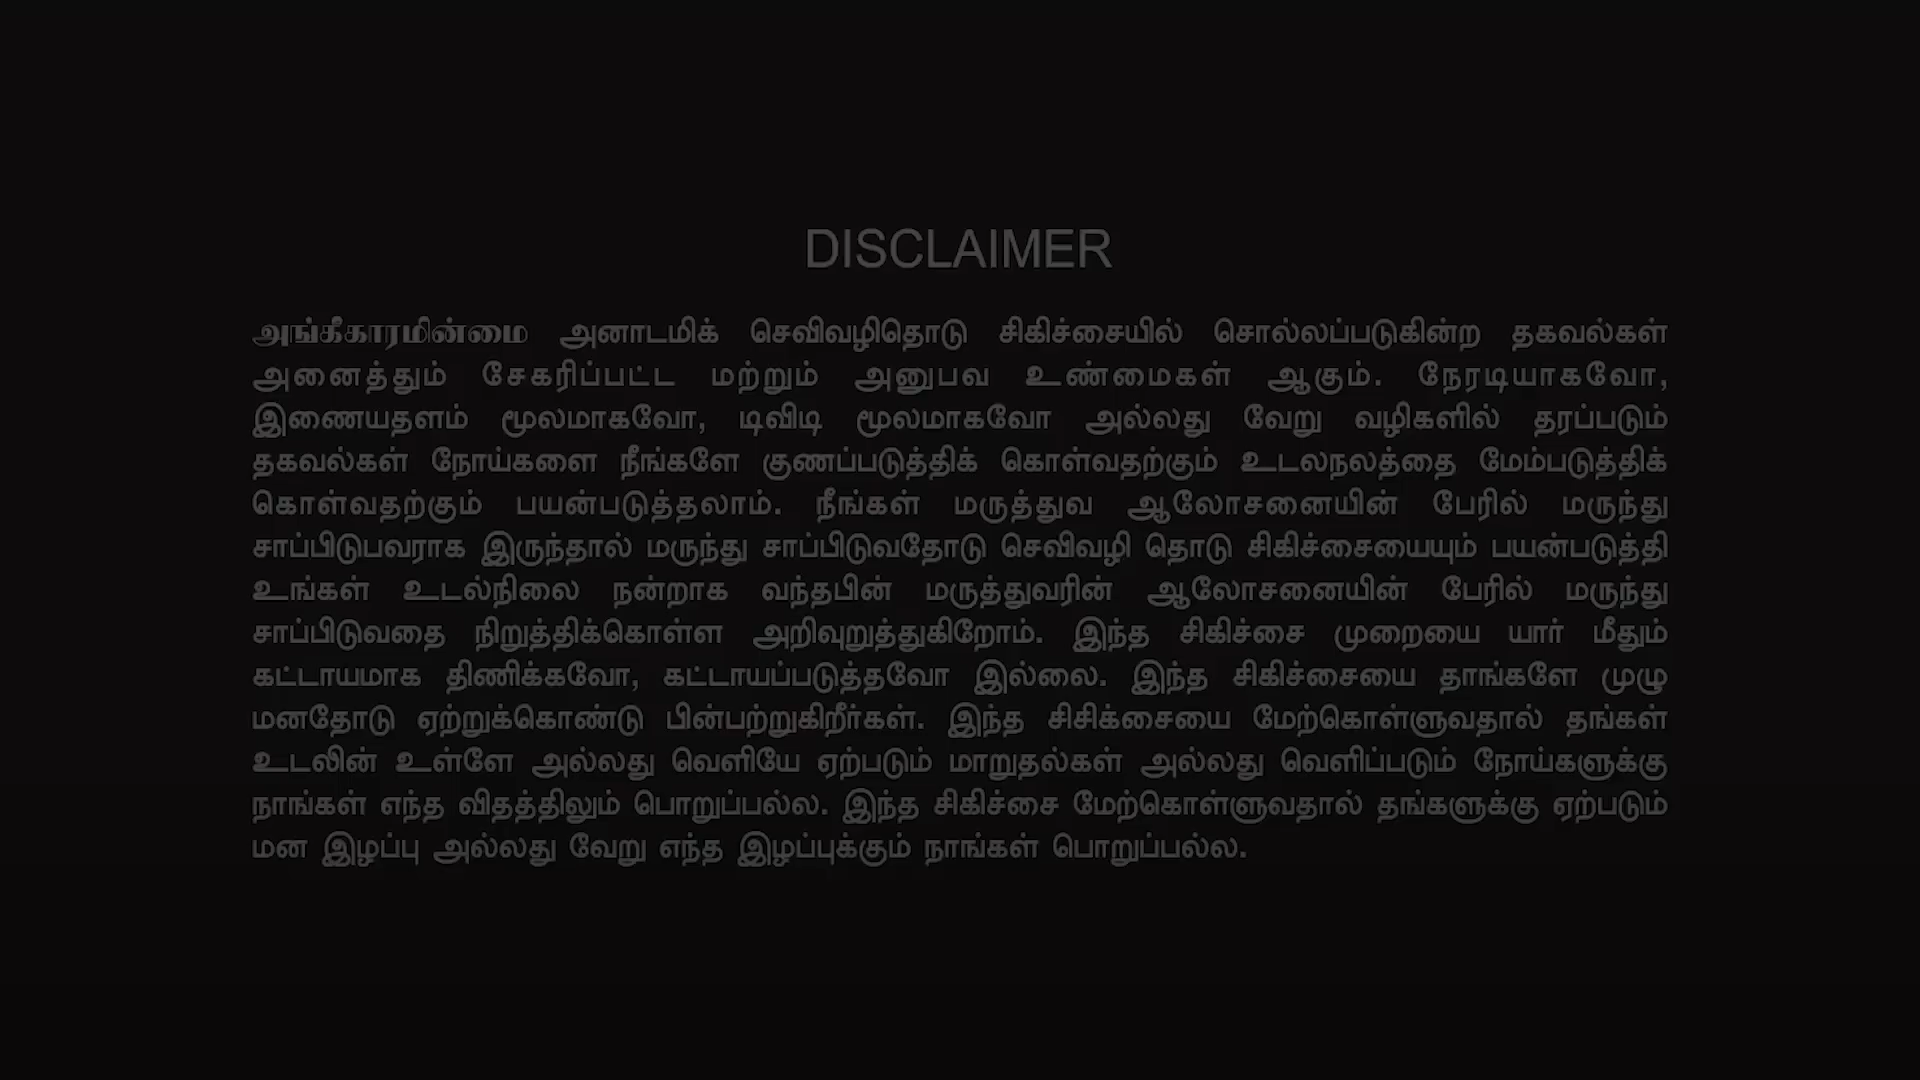 DISCLAIMER
அங்கீகாரமின்மை அனாடமிக் செவிவழிதொடு சிகிச்சையில் சொல்லப்படுகின்ற தகவல்கள்
அனைத்தும் சேகரிப்பட்ட மற்றும் அனுபவ உண்மைகள் ஆகும். நேரடியாகவோ,
இணையதளம் மூலமாகவோ, டிவிடி மூலமாகவோ அல்லது வேறு வழிகளில் தரப்படும்
தகவல்கள் நோய்களை நீங்களே குணப்படுத்திக் கொள்வதற்கும் உடலநலத்தை மேம்படுத்திக்
கொள்வதற்கும் பயன்படுத்தலாம். நீங்கள் மருத்துவ ஆலோசனையின் பேரில் மருந்து
சாப்பிடுபவராக இருந்தால் மருந்து சாப்பிடுவதோடு செவிவழி தொடு சிகிச்சையையும் பயன்படுத்தி
உங்கள் உடல்நிலை நன்றாக வந்தபின் மருத்துவரின் ஆலோசனையின் பேரில் மருந்து
சாப்பிடுவதை நிறுத்திக்கொள்ள அறிவுறுத்துகிறோம். இந்த சிகிச்சை முறையை யார் மீதும்
கட்டாயமாக திணிக்கவோ, கட்டாயப்படுத்தவோ இல்லை. இந்த சிகிச்சையை தாங்களே முழு
மனதோடு ஏற்றுக்கொண்டு பின்பற்றுகிறீர்கள். இந்த சிசிக்சையை மேற்கொள்ளுவதால் தங்கள்
உடலின் உள்ளே அல்லது வெளியே ஏற்படும் மாறுதல்கள் அல்லது வெளிப்படும் நோய்களுக்கு
நாங்கள் எந்த விதத்திலும் பொறுப்பல்ல. இந்த சிகிச்சை மேற்கொள்ளுவதால் தங்களுக்கு ஏற்படும்
மன இழப்பு அல்லது வேறு எந்த இழப்புக்கும் நாங்கள் பொறுப்பல்ல.